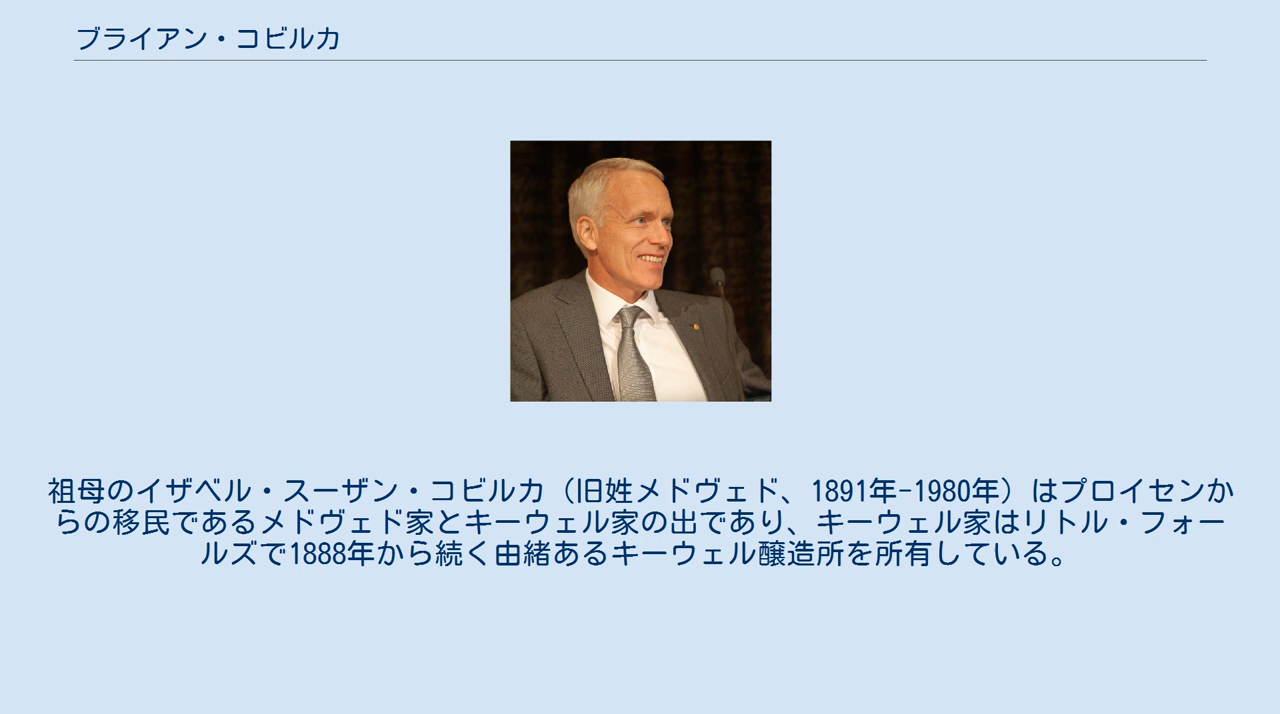 ブライアン・コビルカ
祖母のイザベル・スーザン・コビルカ（旧姓メドヴェド、1891年-1980年）はプロイセンか
らの移民であるメドヴェド家とキーウェル家の出であり、キーウェル家はリトル・フォー
ルズで1888年から続く由緒あるキーウェル醸造所を所有している。